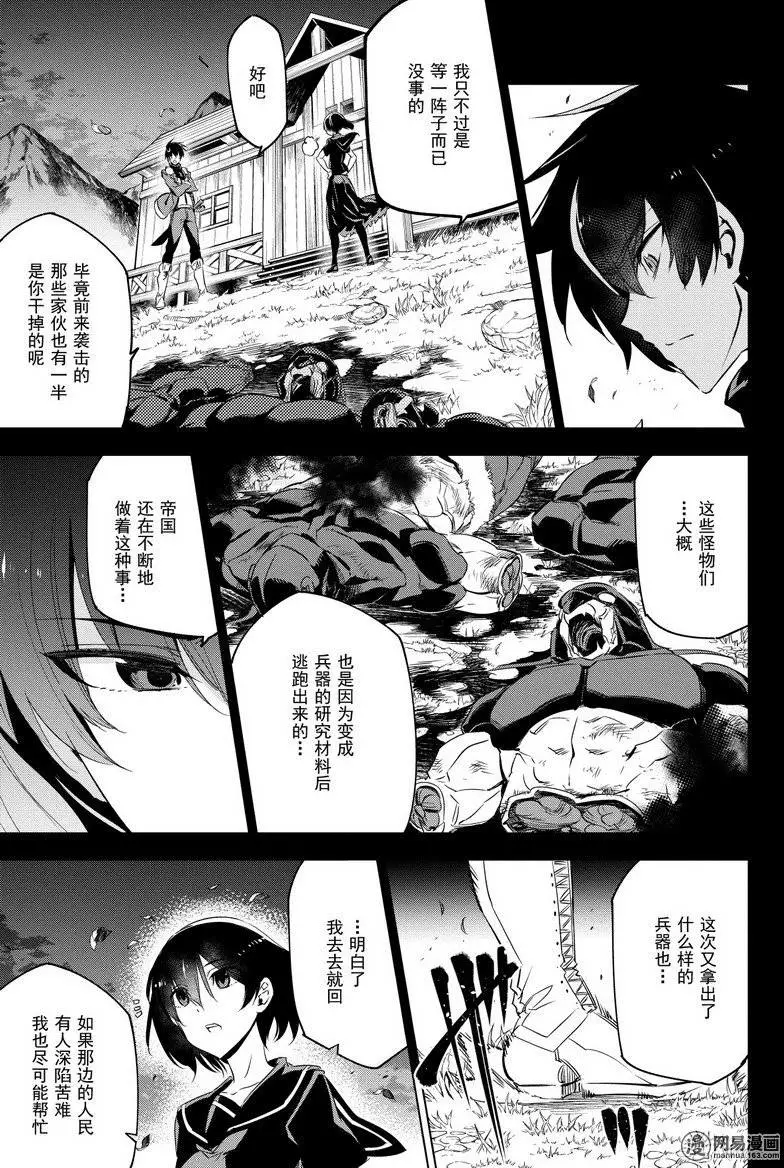 我只不过是
等一阵子而已
没事的
好吧
毕竟前来袭击的
那些家伙也有一半
是你干掉的呢
这些怪物们
…大概
也是因为变成
兵器的研究材料后
逃跑出来的…
帝国
还在不断地
做着这种事…
这次又拿出了
什么样的
兵器也…
…明白了
我去去就回
如果那边的人民
有人深陷苦难
我也尽可能帮忙
网易漫画
manhua.163.com